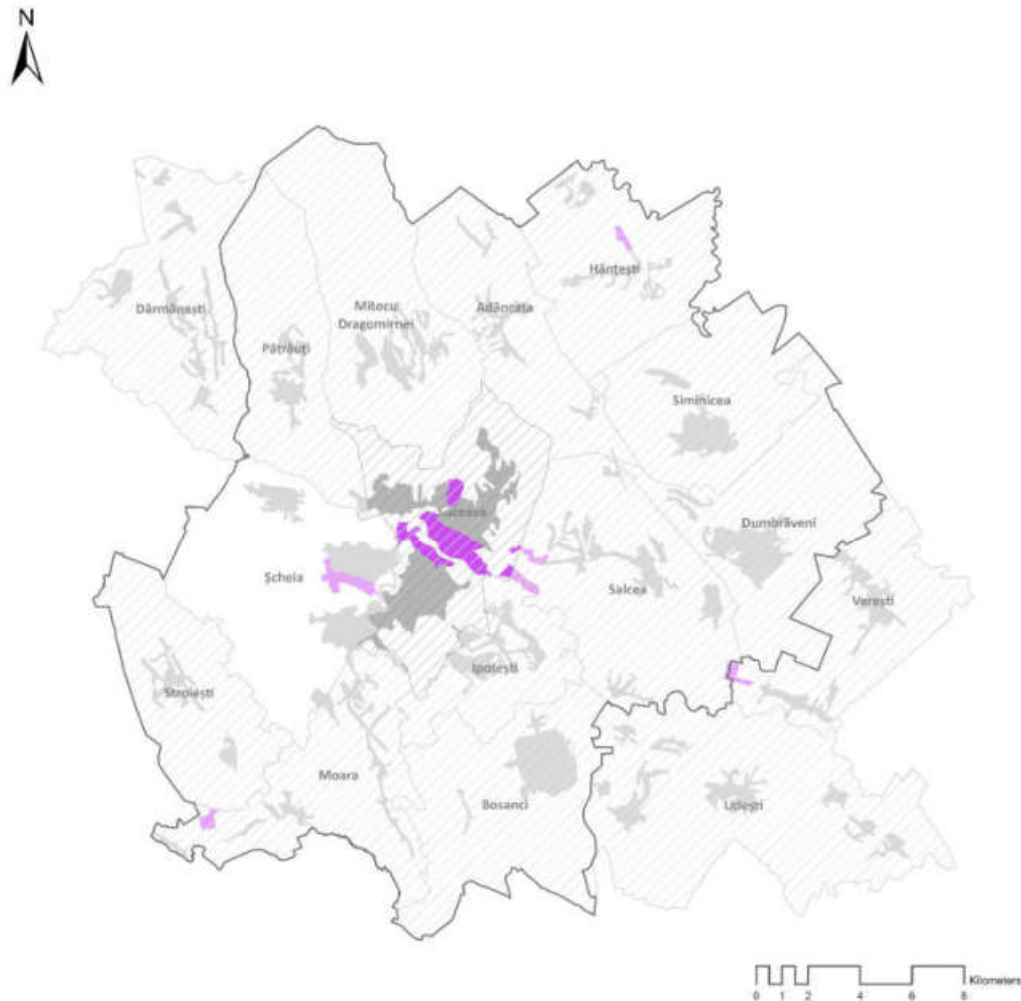 N
Hănțești
Dărmănești
Mitocu
Dragomirnei
Adâncata
Pătrăuți
Siminicea
Suceava
Dumbrăveni
Șcheia
Salcea
Verești
Ipotești
Stroiești
Moara
Bosanci
Udești
Kilometers
0 1 2 4 6 8